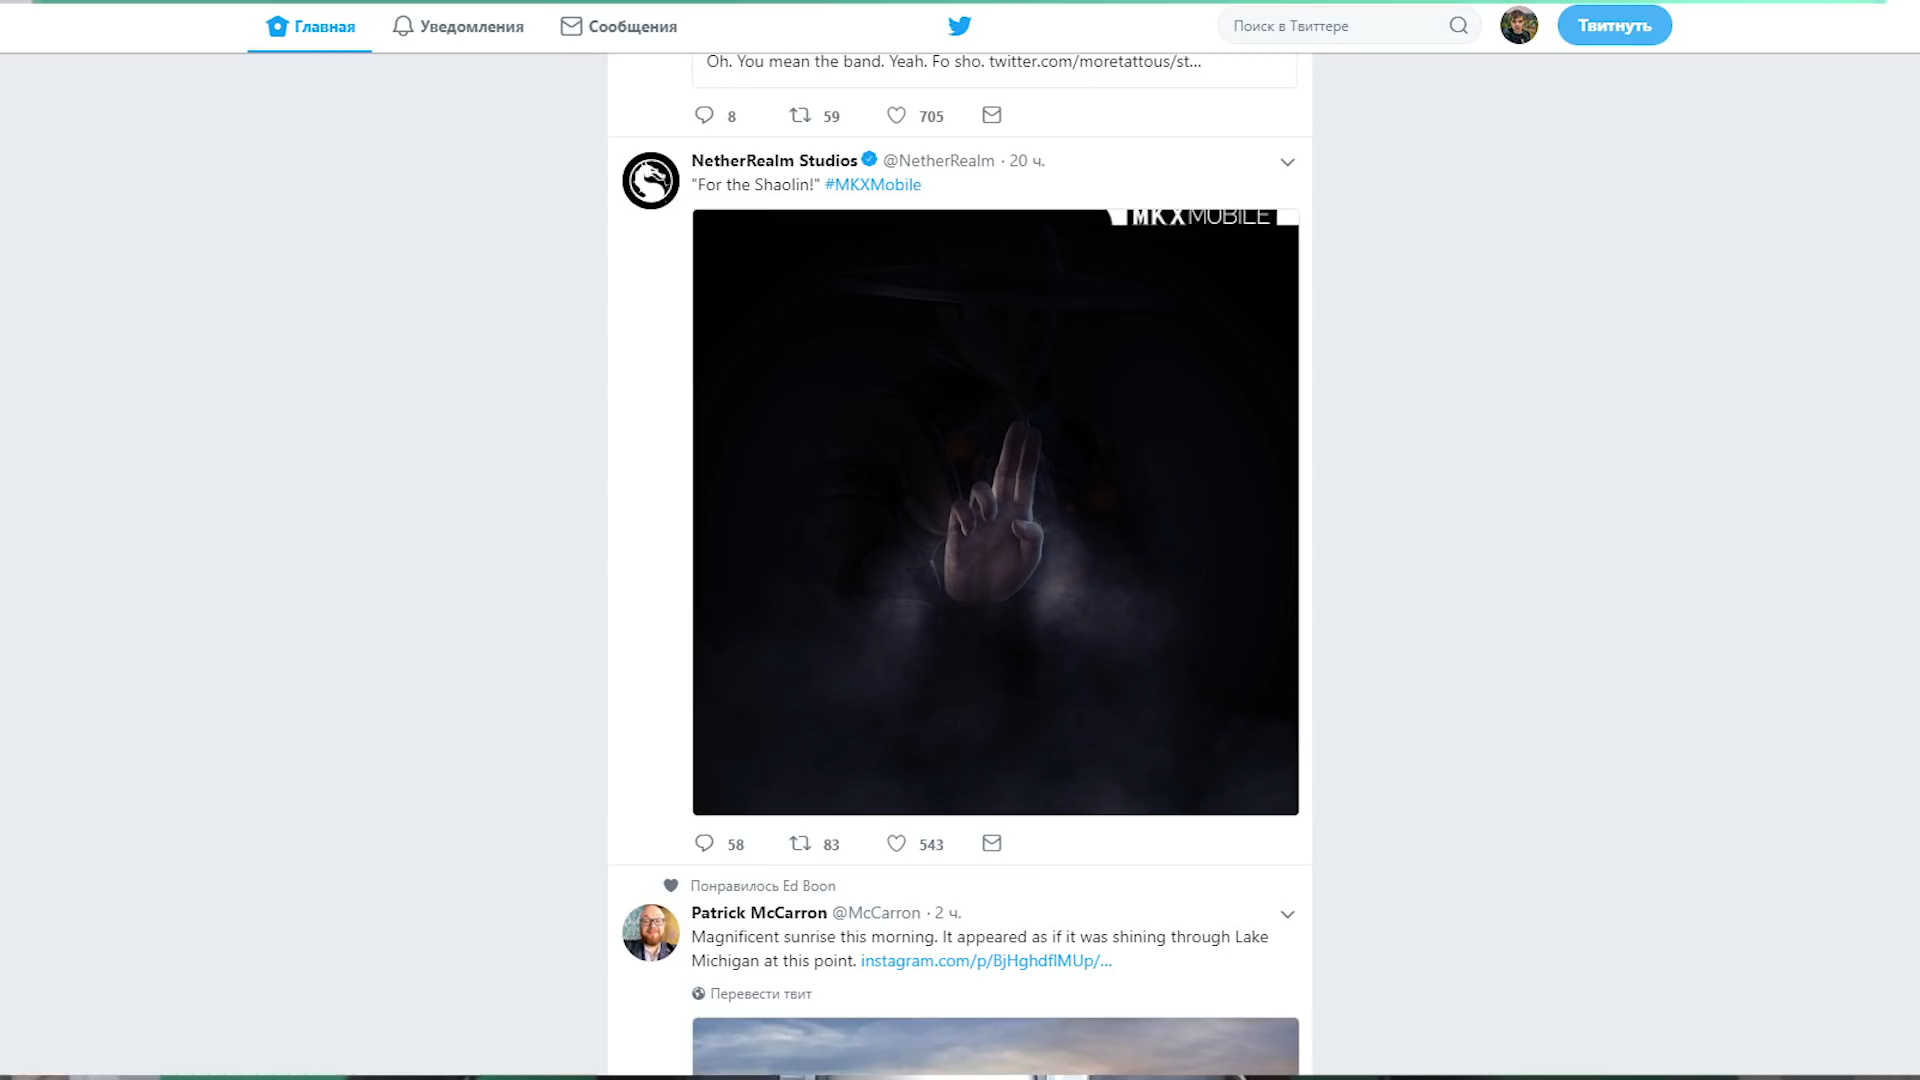 Главная
Уведомления
Сообщения
Поиск в Твиттере
Твитнуть
Oh. You mean the band. Yeah. Fo sho. twitter.com/moretattous/st...
8 59 705
NetherRealm Studios @NetherRealm · 20 ч.
"For the Shaolin!" #MKXMobile
MKXMOBILE
58 83 543
Понравилось Ed Boon
Patrick McCarron @McCarron · 2 ч.
Magnificent sunrise this morning. It appeared as if it was shining through Lake
Michigan at this point. instagram.com/p/BjHghdflMUp/...
Перевести твит